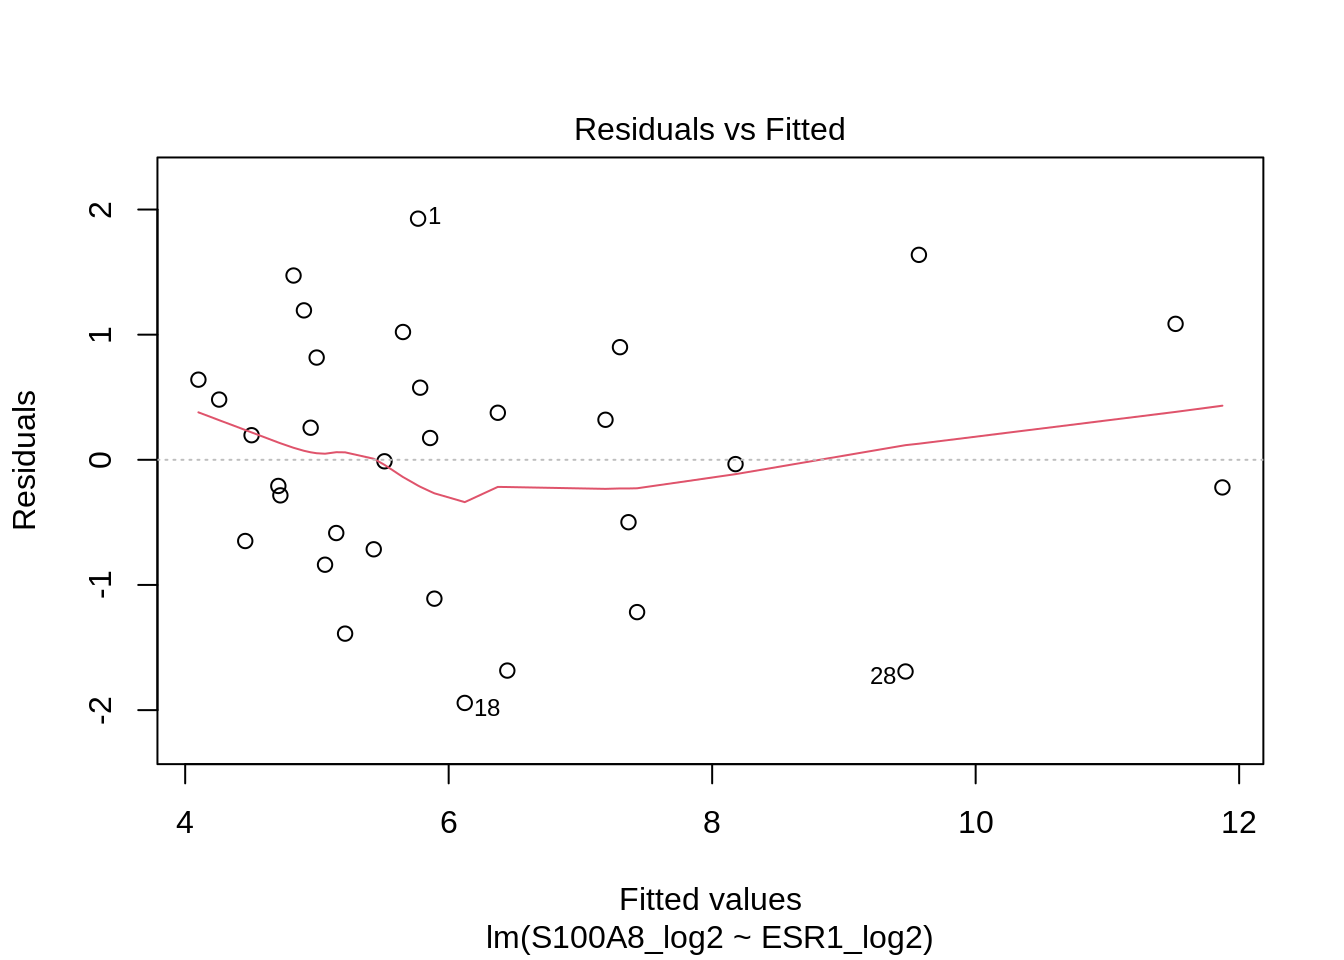 Residuals vs Fitted
Residuals
2
1
0
-1
-2
1
28
18
4 6 8 10 12
Fitted values
lm(S100A8_log2 ~ ESR1_log2)